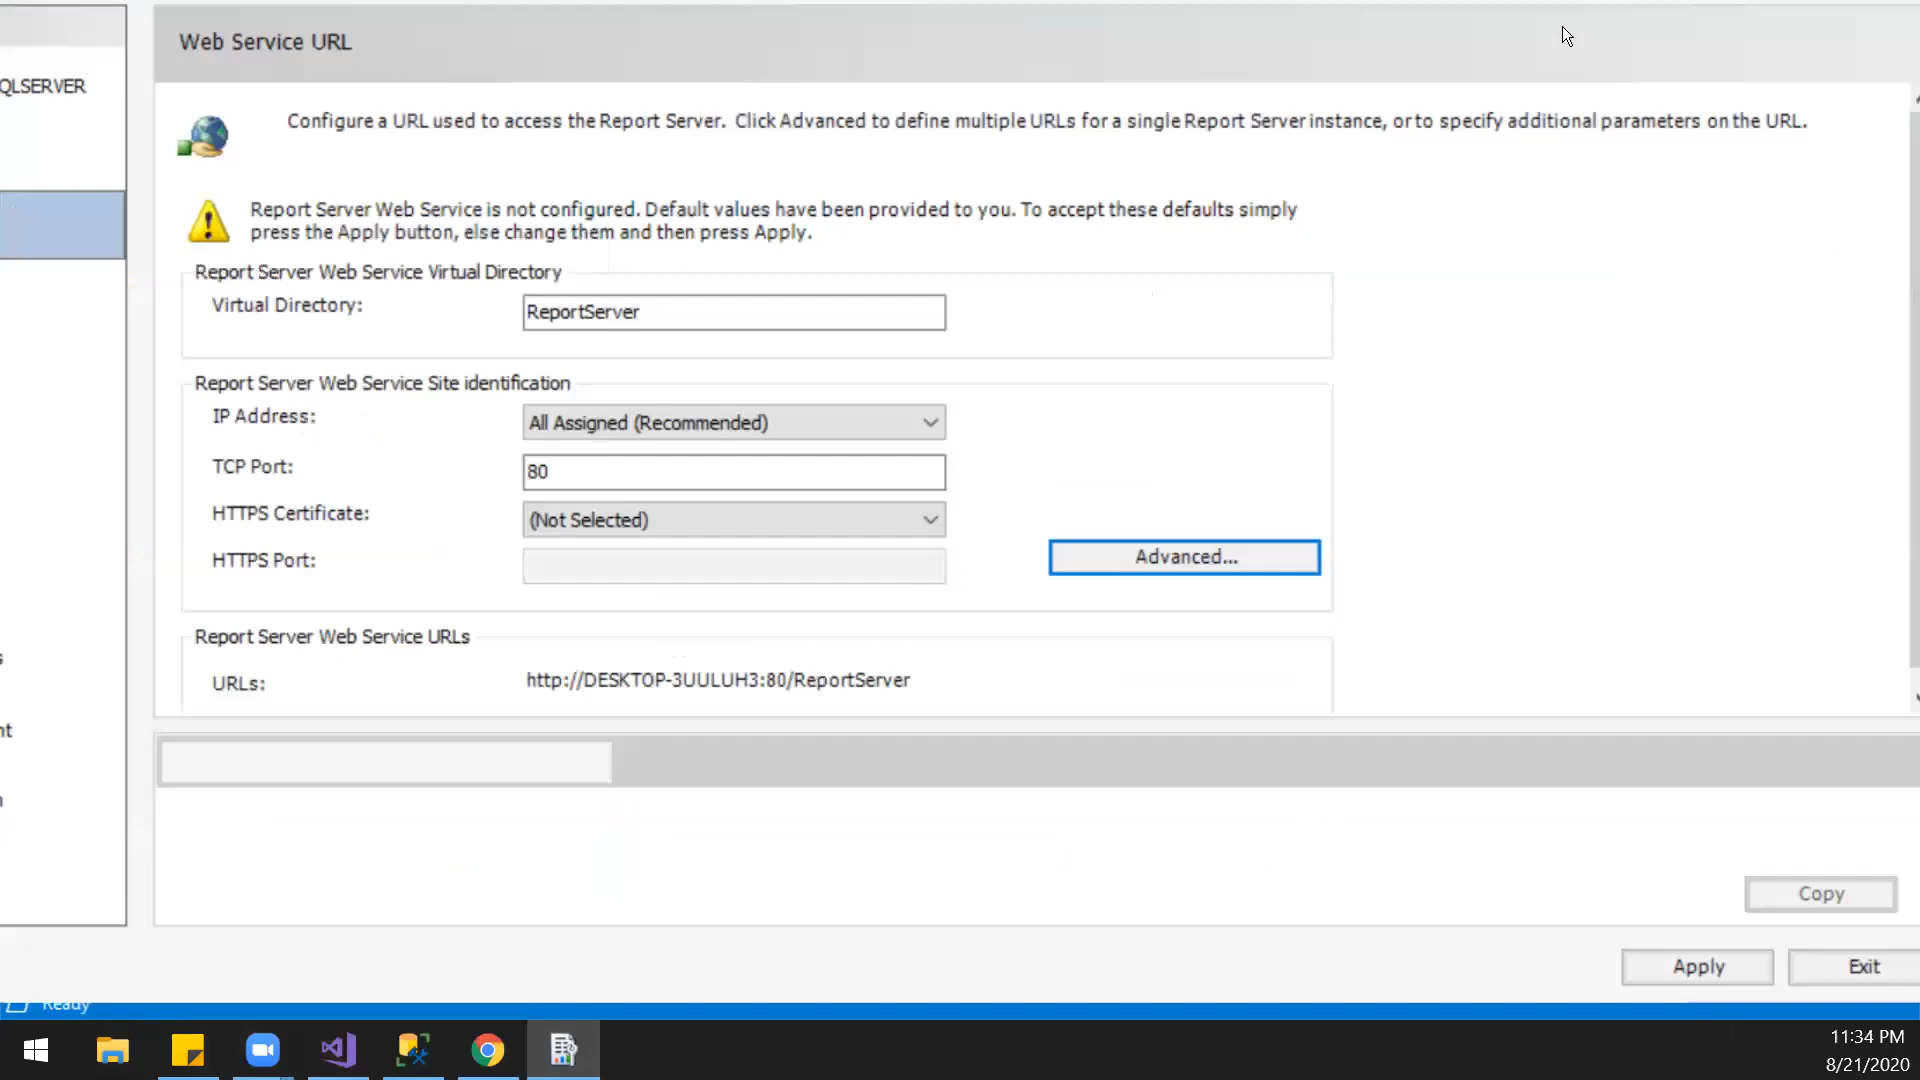 Web Service URL
QLSERVER
Configure a URL used to access the Report Server. Click Advanced to define multiple URLs for a single Report Server instance, or to specify additional parameters on the URL.
Report Server Web Service is not configured. Default values have been provided to you. To accept these defaults simply
press the Apply button, else change them and then press Apply.
Report Server Web Service Virtual Directory
Virtual Directory:
ReportServer
Report Server Web Service Site identification
IP Address:
All Assigned (Recommended)
TCP Port:
80
HTTPS Certificate:
(Not Selected)
HTTPS Port:
Advanced...
Report Server Web Service URLs
s
URLs:
http://DESKTOP-3UULUH3:80/ReportServer
nt
n
Copy
Apply
Exit
Ready
11:34 PM
8/21/2020